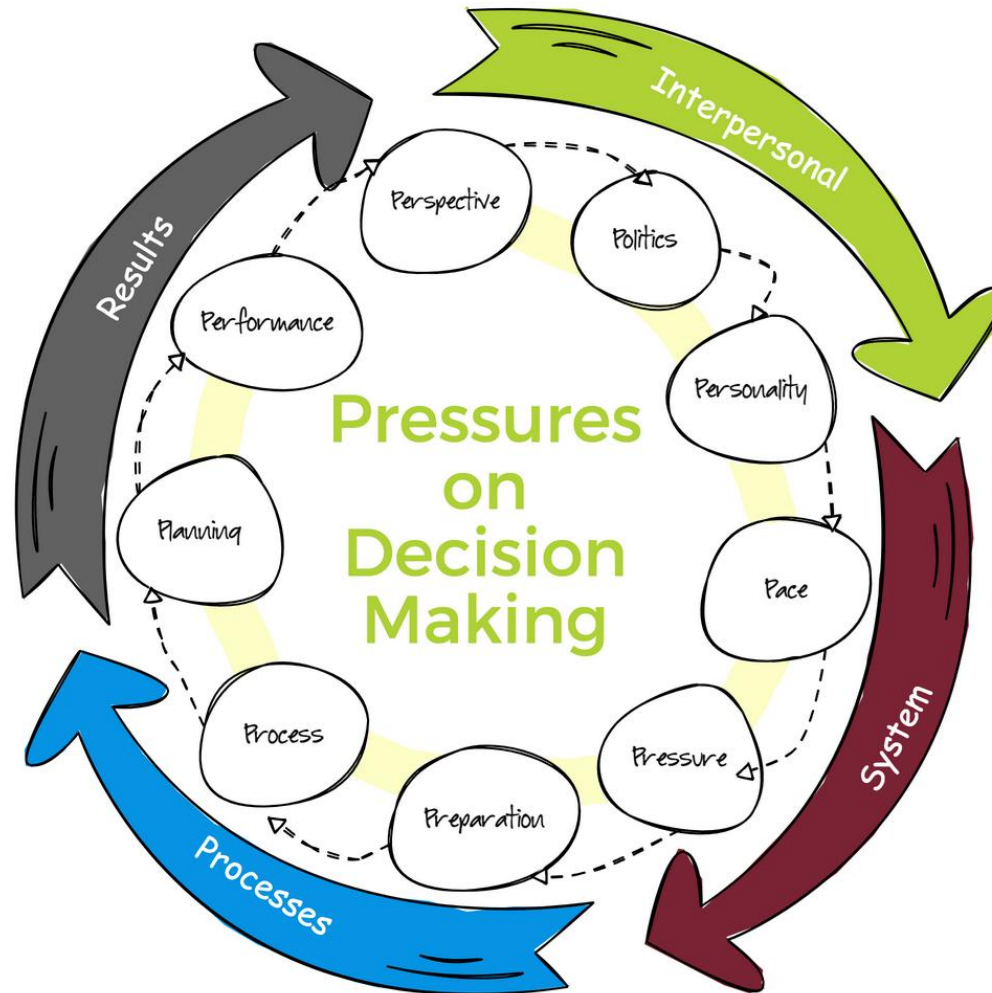 Interpersonal
Results
Perspective
Politics
Performance
Personality
Pressures
on
Decision
Making
Planning
Pace
Process
Pressure
System
Preparation
Processes